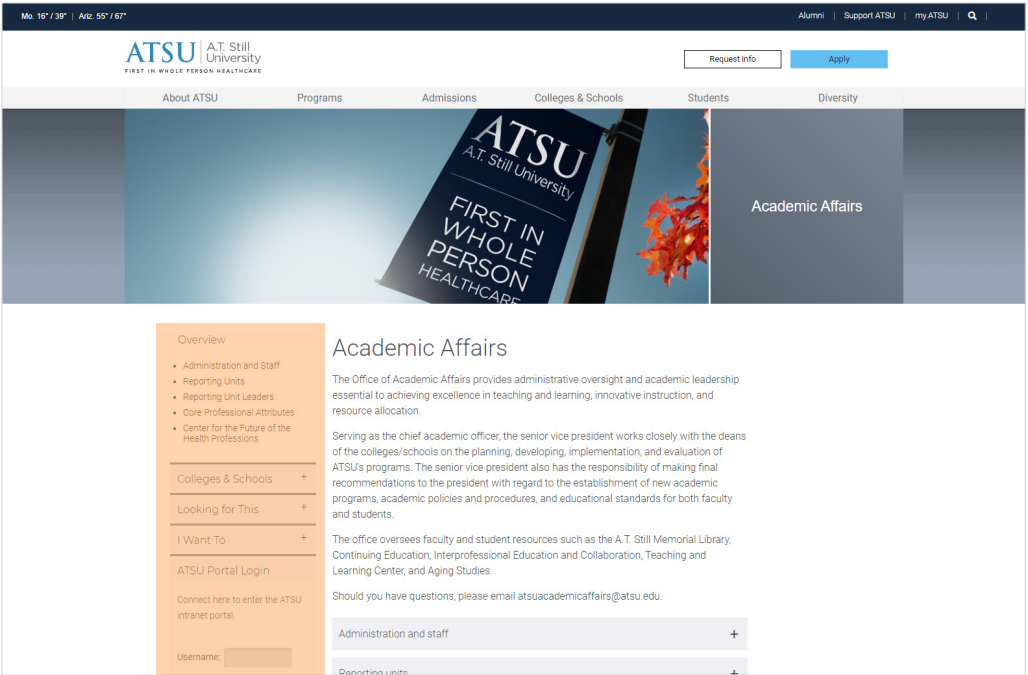 Mo. 16° / 39° | Ariz. 55° / 67°
Alumni | Support ATSU | my.ATSU | |
ATSU A.T. Still University
FIRST IN WHOLE PERSON HEALTHCARE
Request info
Apply
About ATSU
Programs
Admissions
Colleges & Schools
Students
Diversity
ATSU
A.T. Still University
FIRST IN
WHOLE
PERSON
HEALTHCARE
Academic Affairs
Overview
• Administration and Staff
• Reporting Units
• Reporting Unit Leaders
• Core Professional Attributes
• Center for the Future of the
Health Professions
Colleges & Schools +
Looking for This +
I Want To +
ATSU Portal Login
Connect here to enter the ATSU
intranet portal.
Username:
Academic Affairs
The Office of Academic Affairs provides administrative oversight and academic leadership
essential to achieving excellence in teaching and learning, innovative instruction, and
resource allocation.
Serving as the chief academic officer, the senior vice president works closely with the deans
of the colleges/schools on the planning, developing, implementation, and evaluation of
ATSU's programs. The senior vice president also has the responsibility of making final
recommendations to the president with regard to the establishment of new academic
programs, academic policies and procedures, and educational standards for both faculty
and students.
The office oversees faculty and student resources such as the A.T. Still Memorial Library,
Continuing Education, Interprofessional Education and Collaboration, Teaching and
Learning Center, and Aging Studies.
Should you have questions, please email atsuacademicaffairs@atsu.edu.
Administration and staff +
Reporting units +